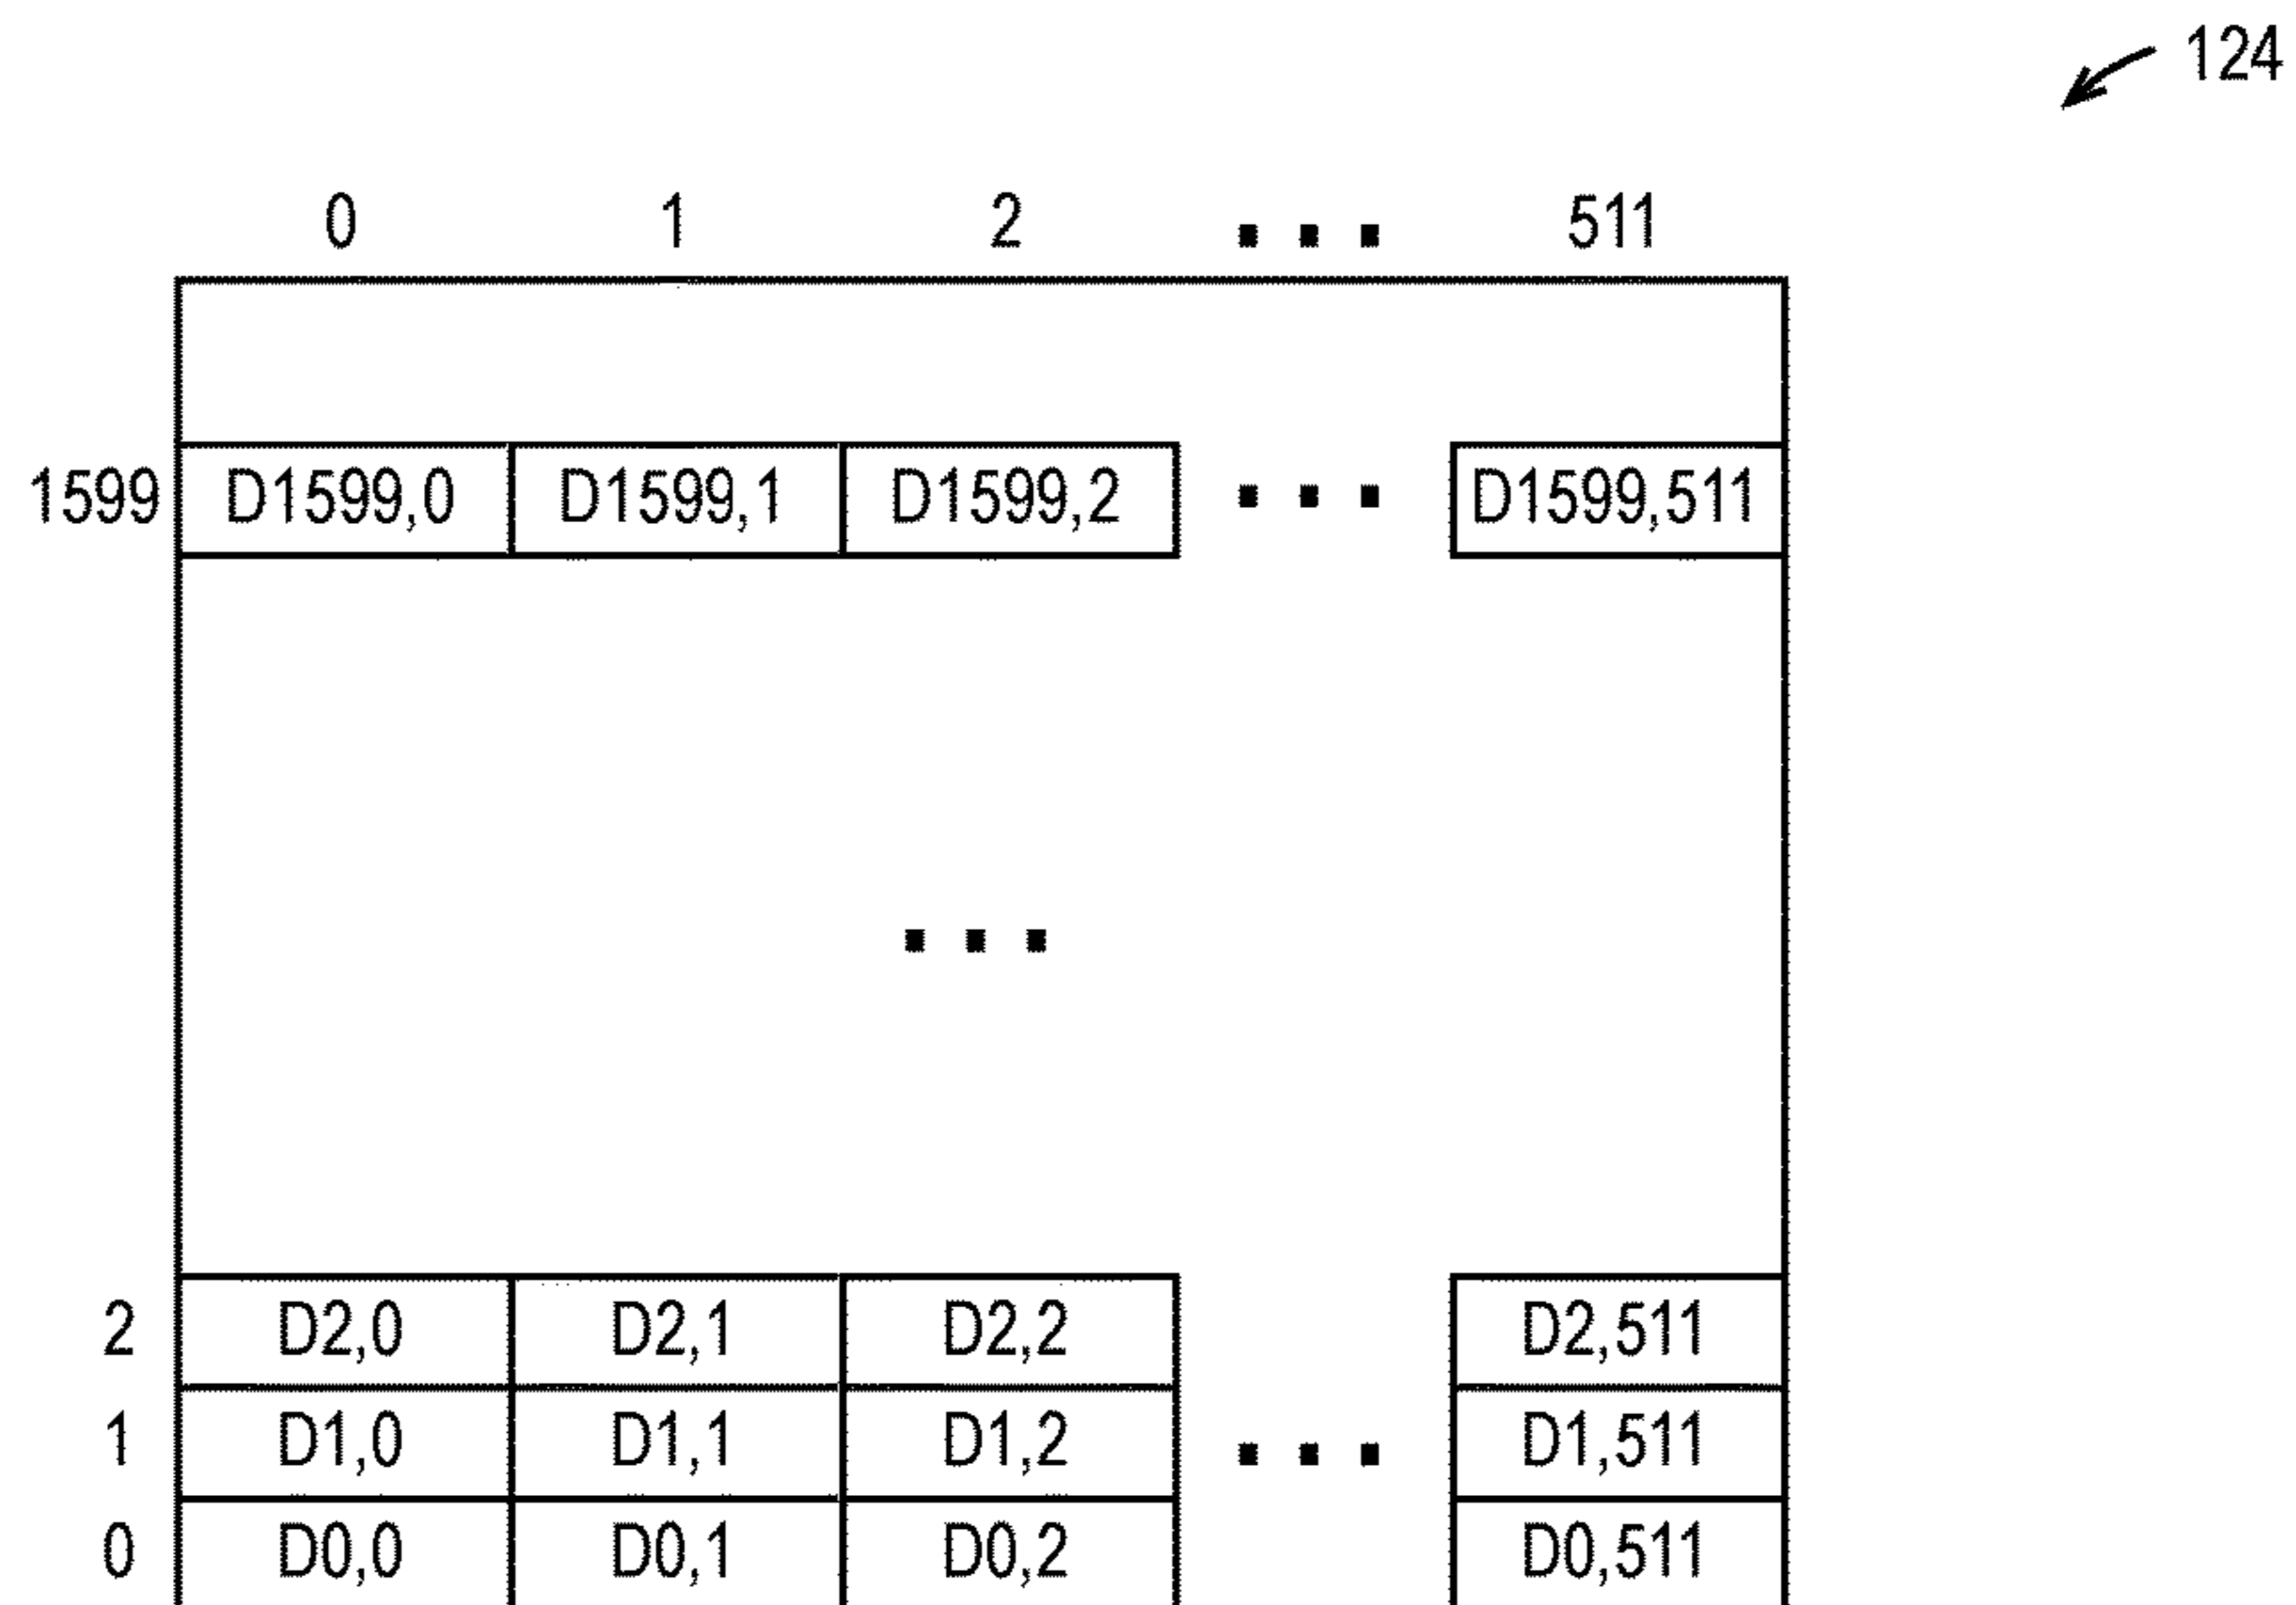 124
0 1 2 ... 511
1599 D1599,0 D1599,1 D1599,2 ... D1599,511
...
2 D2,0 D2,1 D2,2 D2,511
1 D1,0 D1,1 D1,2 ... D1,511
0 D0,0 D0,1 D0,2 D0,511